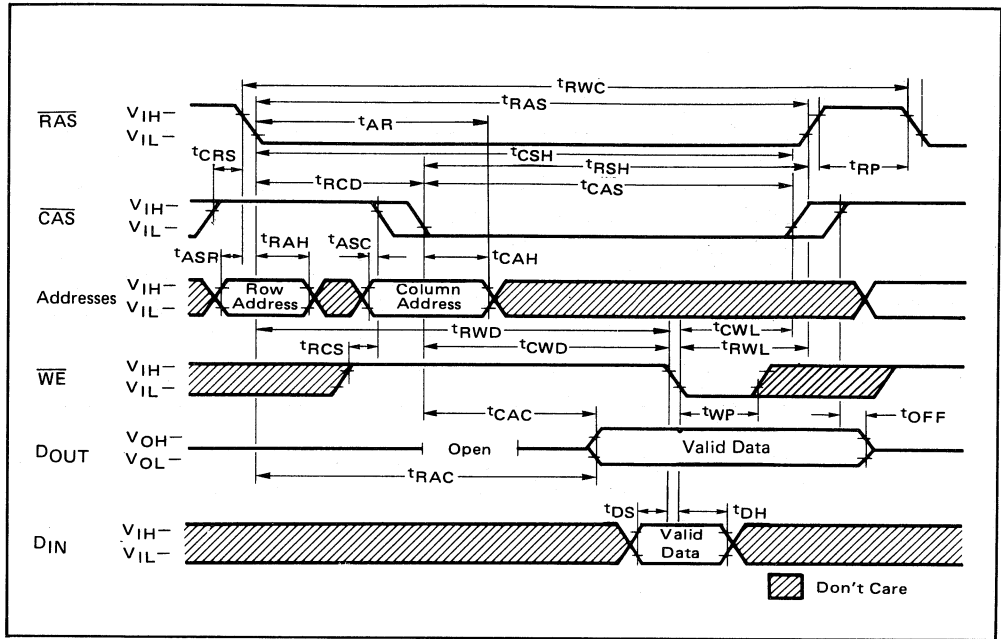 tRWC
tRAS
RAS VIH– VIL–
tAR
tCSH
tCRS tRSH tRP
tRCD tCAS
CAS VIH– VIL–
tASR tRAH tASC tCAH
Addresses VIH– VIL– Row Address Column Address
tRWD tCWL
tRCS tCWD tRWL
WE VIH– VIL–
tCAC tWP tOFF
DOUT VOH– VOL– Open Valid Data
tRAC
tDS tDH
DIN VIH– VIL– Valid Data
Don't Care